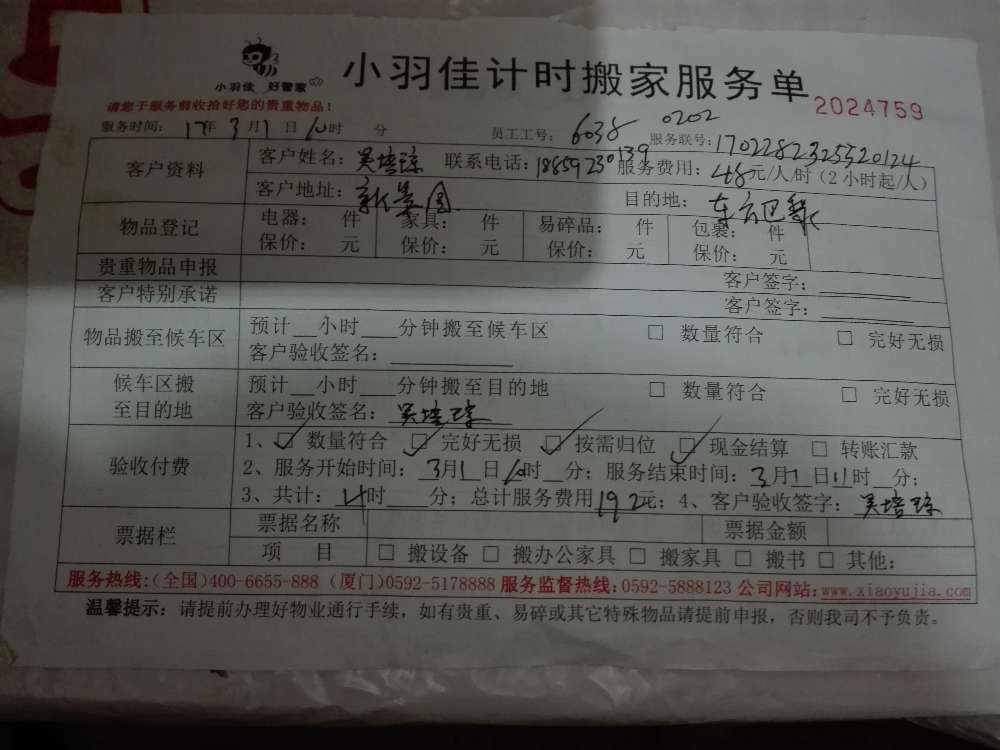 小羽佳 好管家
小羽佳计时搬家服务单
2024759
请您于服务前收拾好您的贵重物品！
服务时间： 17年 3月1日 10时 分 员工工号： 6038 0202 服务联号：1702282325320124
客户资料
客户姓名：吴培琼 联系电话：18859230139 服务费用：48元/人/时（2小时起/人）
客户地址：新景园 目的地：东方巴黎
物品登记
电器： 件 家具： 件 易碎品： 件 包裹： 件
保价： 元 保价： 元 保价： 元 保价： 元
贵重物品申报 客户签字：
客户特别承诺 客户签字：
物品搬至候车区
预计__小时___分钟搬至候车区 □ 数量符合 □ 完好无损
客户验收签名：
候车区搬至目的地
预计__小时___分钟搬至目的地 □ 数量符合 □ 完好无损
客户验收签名：吴培琼
验收付费
1、☑ 数量符合 ☑ 完好无损 ☑ 按需归位 ☑ 现金结算 □ 转账汇款
2、服务开始时间：3月1日10时__分；服务结束时间：3月1日11时__分；
3、共计：4时___分；总计服务费用192元；4、客户验收签字：吴培琼
票据栏
票据名称 票据金额
项 目 □ 搬设备 □ 搬办公家具 □ 搬家具 □ 搬书 □ 其他：
服务热线：（全国）400-6655-888（厦门）0592-5178888 服务监督热线：0592-5888123 公司网站：www.xiaoyujia.com
温馨提示：请提前办理好物业通行手续，如有贵重、易碎或其它特殊物品请提前申报，否则我司不予负责。